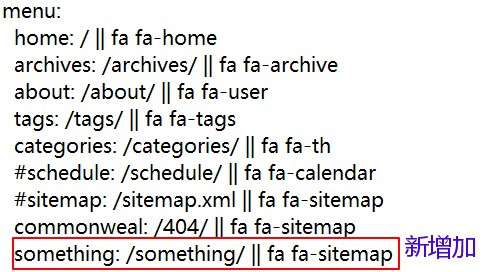 menu:
home: / || fa fa-home
archives: /archives/ || fa fa-archive
about: /about/ || fa fa-user
tags: /tags/ || fa fa-tags
categories: /categories/ || fa fa-th
#schedule: /schedule/ || fa fa-calendar
#sitemap: /sitemap.xml || fa fa-sitemap
commonweal: /404/ || fa fa-sitemap
something: /something/ || fa fa-sitemap 新增加